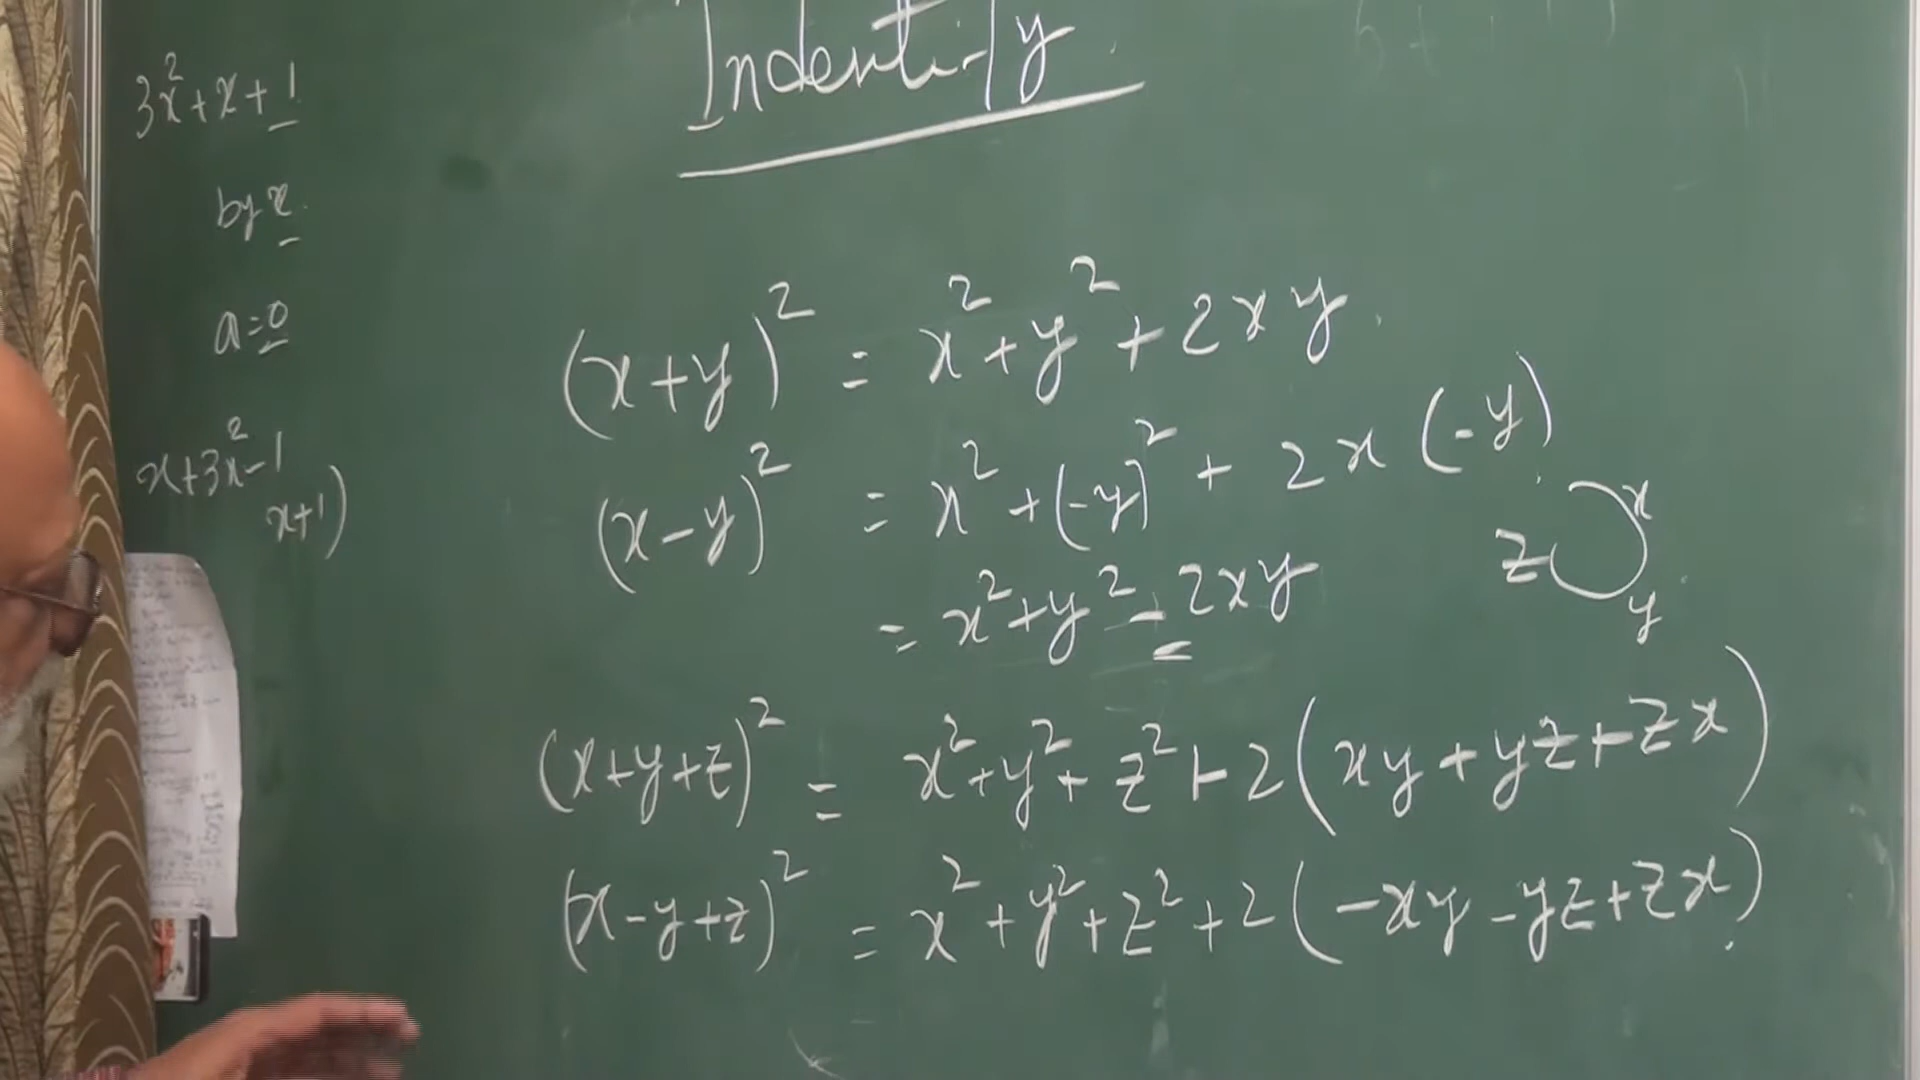 Indentify
3x²+x+1
by x.
a=0
x+3x²-1
x+1)
(x+y)² = x²+y²+2xy.
(x-y)² = x²+(-y)²+2x(-y)
= x²+y²-2xy
x
z
y
(x+y+z)² = x²+y²+z²+2(xy+yz+zx)
(x-y+z)² = x²+y²+z²+2(-xy-yz+zx)